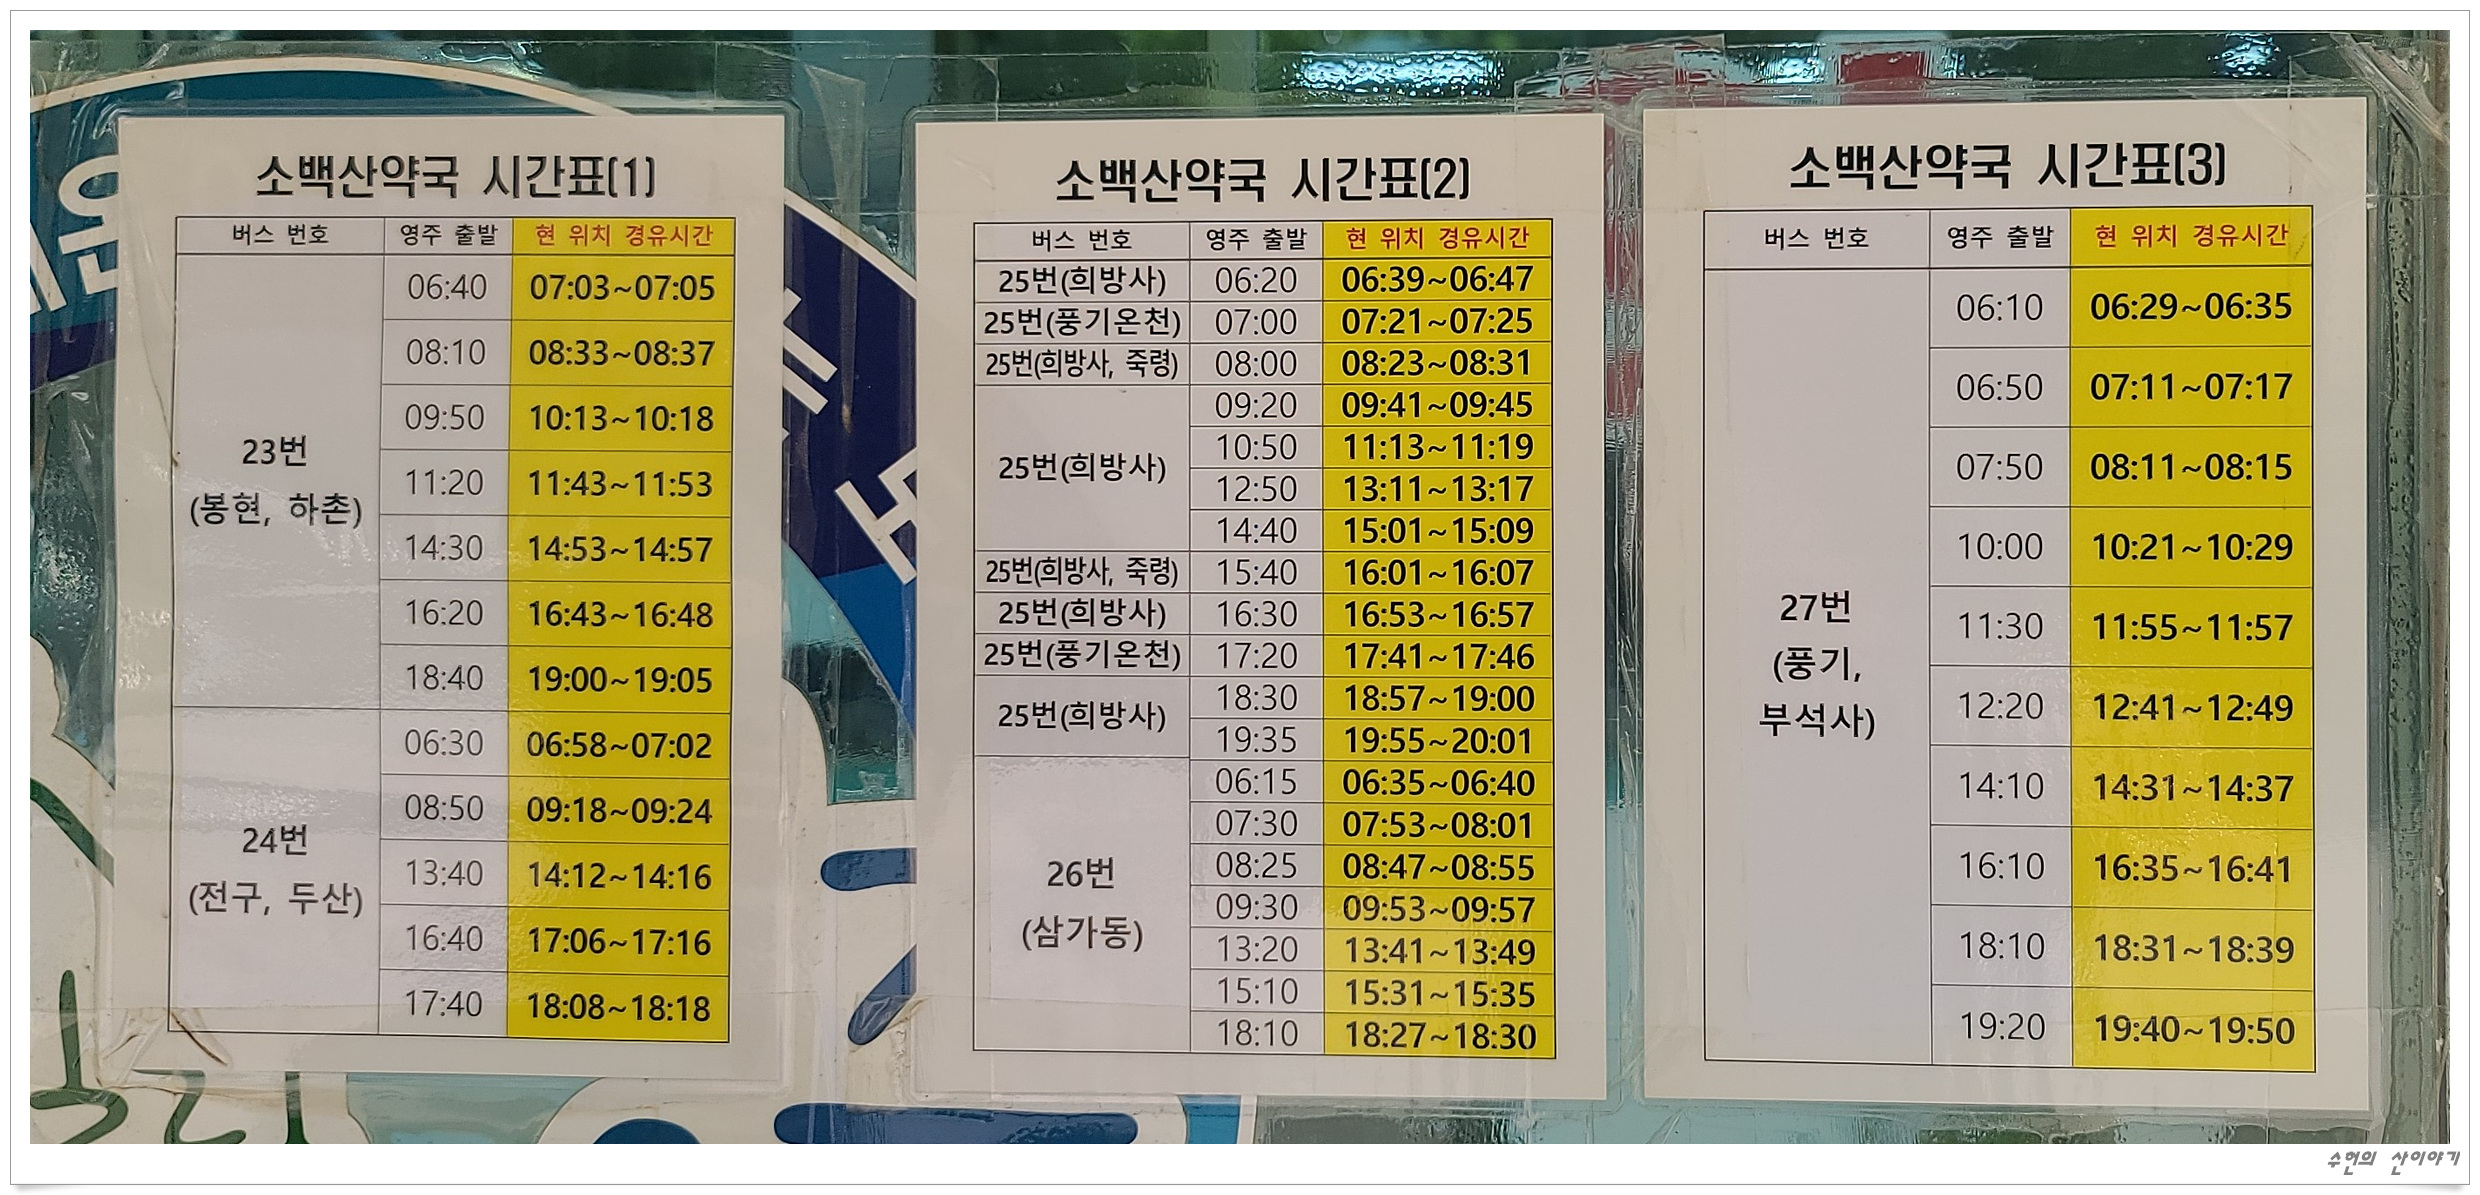 소백산약국 시간표(1)
버스 번호 영주 출발 현 위치 경유시간
23번
(봉현, 하촌)
06:40 07:03~07:05
08:10 08:33~08:37
09:50 10:13~10:18
11:20 11:43~11:53
14:30 14:53~14:57
16:20 16:43~16:48
18:40 19:00~19:05
24번
(전구, 두산)
06:30 06:58~07:02
08:50 09:18~09:24
13:40 14:12~14:16
16:40 17:06~17:16
17:40 18:08~18:18
소백산약국 시간표(2)
버스 번호 영주 출발 현 위치 경유시간
25번(희방사) 06:20 06:39~06:47
25번(풍기온천) 07:00 07:21~07:25
25번(희방사, 죽령) 08:00 08:23~08:31
25번(희방사)
09:20 09:41~09:45
10:50 11:13~11:19
12:50 13:11~13:17
14:40 15:01~15:09
25번(희방사, 죽령) 15:40 16:01~16:07
25번(희방사) 16:30 16:53~16:57
25번(풍기온천) 17:20 17:41~17:46
25번(희방사)
18:30 18:57~19:00
19:35 19:55~20:01
26번
(삼가동)
06:15 06:35~06:40
07:30 07:53~08:01
08:25 08:47~08:55
09:30 09:53~09:57
13:20 13:41~13:49
15:10 15:31~15:35
18:10 18:27~18:30
소백산약국 시간표(3)
버스 번호 영주 출발 현 위치 경유시간
27번
(풍기,
부석사)
06:10 06:29~06:35
06:50 07:11~07:17
07:50 08:11~08:15
10:00 10:21~10:29
11:30 11:55~11:57
12:20 12:41~12:49
14:10 14:31~14:37
16:10 16:35~16:41
18:10 18:31~18:39
19:20 19:40~19:50
수헌의 산이야기